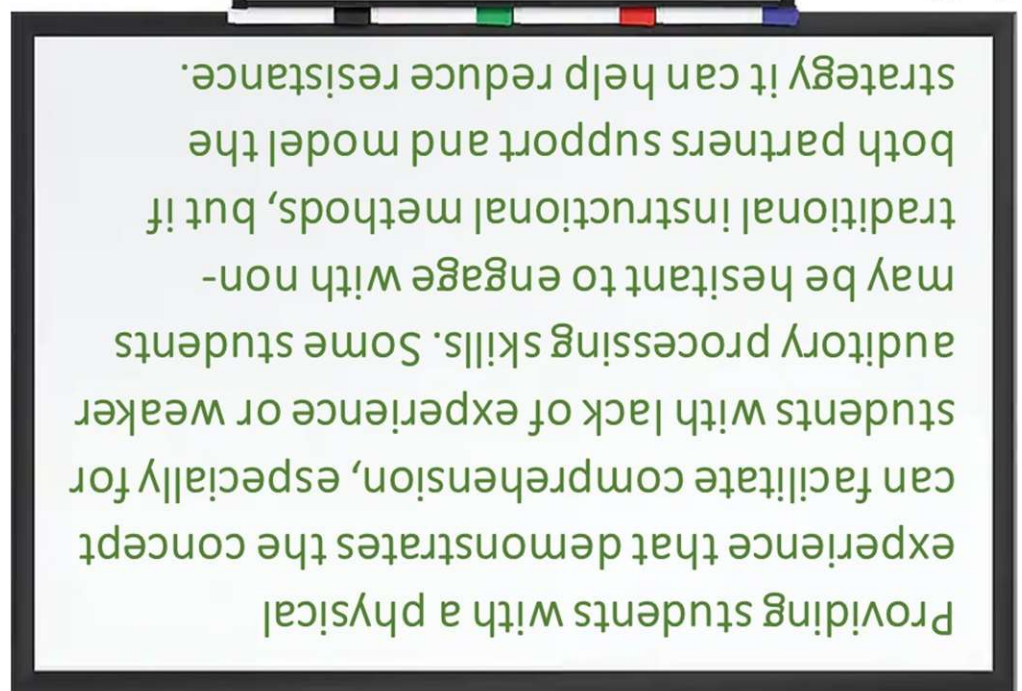 Providing students with a physical
experience that demonstrates the concept
can facilitate comprehension, especially for
students with lack of experience or weaker
auditory processing skills. Some students
may be hesitant to engage with non-
traditional instructional methods, but if
both partners support and model the
strategy it can help reduce resistance.